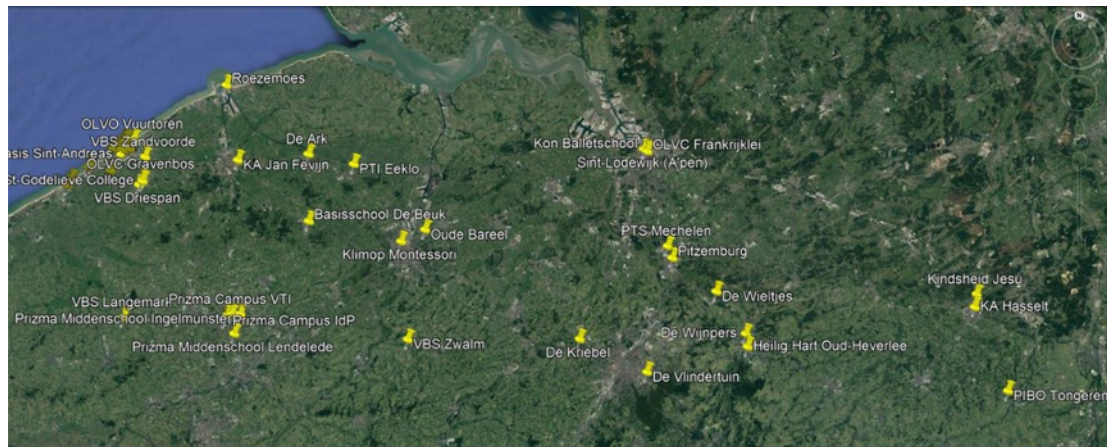 N
Roezemoes
OLVO Vuurtoren
VBS Zandvoorde
asis Sint-Andreas
OLVC Gravenbos
St-Godelieve College
VBS Driespan
De Ark
KA Jan Fevijn
PTI Eeklo
Kon Balletschool
OLVC Frankrijklei
Sint-Lodewijk (A'pen)
Basisschool De Beuk
Oude Bareel
Klimop Montessori
PTS Mechelen
Pitzemburg
De Wieltjes
Kindsheid Jesu
KA Hasselt
VBS Langemark
Prizma Campus VTI
Prizma Middenschool Ingelmunster
Prizma Campus IdP
Prizma Middenschool Lendelede
VBS Zwalm
De Kriebel
De Wijnpers
Heilig Hart Oud-Heverlee
De Vlindertuin
PIBO Tongeren